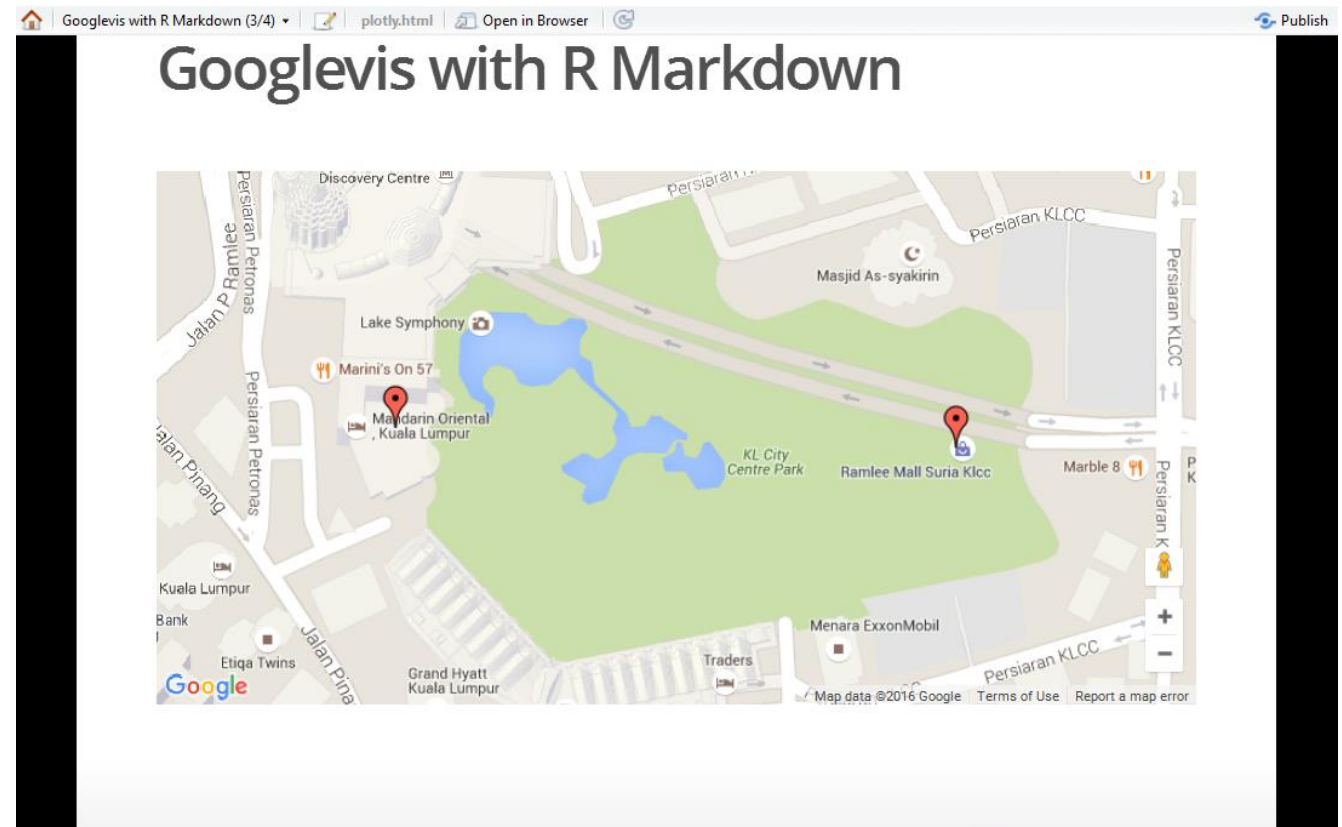 Googlevis with R Markdown (3/4)
plotly.html
Open in Browser
Publish
Googlevis with R Markdown
Discovery Centre
Persiaran
Persiaran KLCC
Persiaran Petronas
Jalan P Ramlee
Masjid As-syakirin
Persiaran KLCC
Lake Symphony
Marini's On 57
Mandarin Oriental
, Kuala Lumpur
Persiaran Petronas
Jalan Pinang
KL City
Centre Park
Ramlee Mall Suria Klcc
Marble 8
P
K
Persiaran K
Kuala Lumpur
Bank
Menara ExxonMobil
Etiqa Twins
Jalan Pina
Grand Hyatt
Kuala Lumpur
Traders
Persiaran KLCC
Google
Map data ©2016 Google
Terms of Use
Report a map error